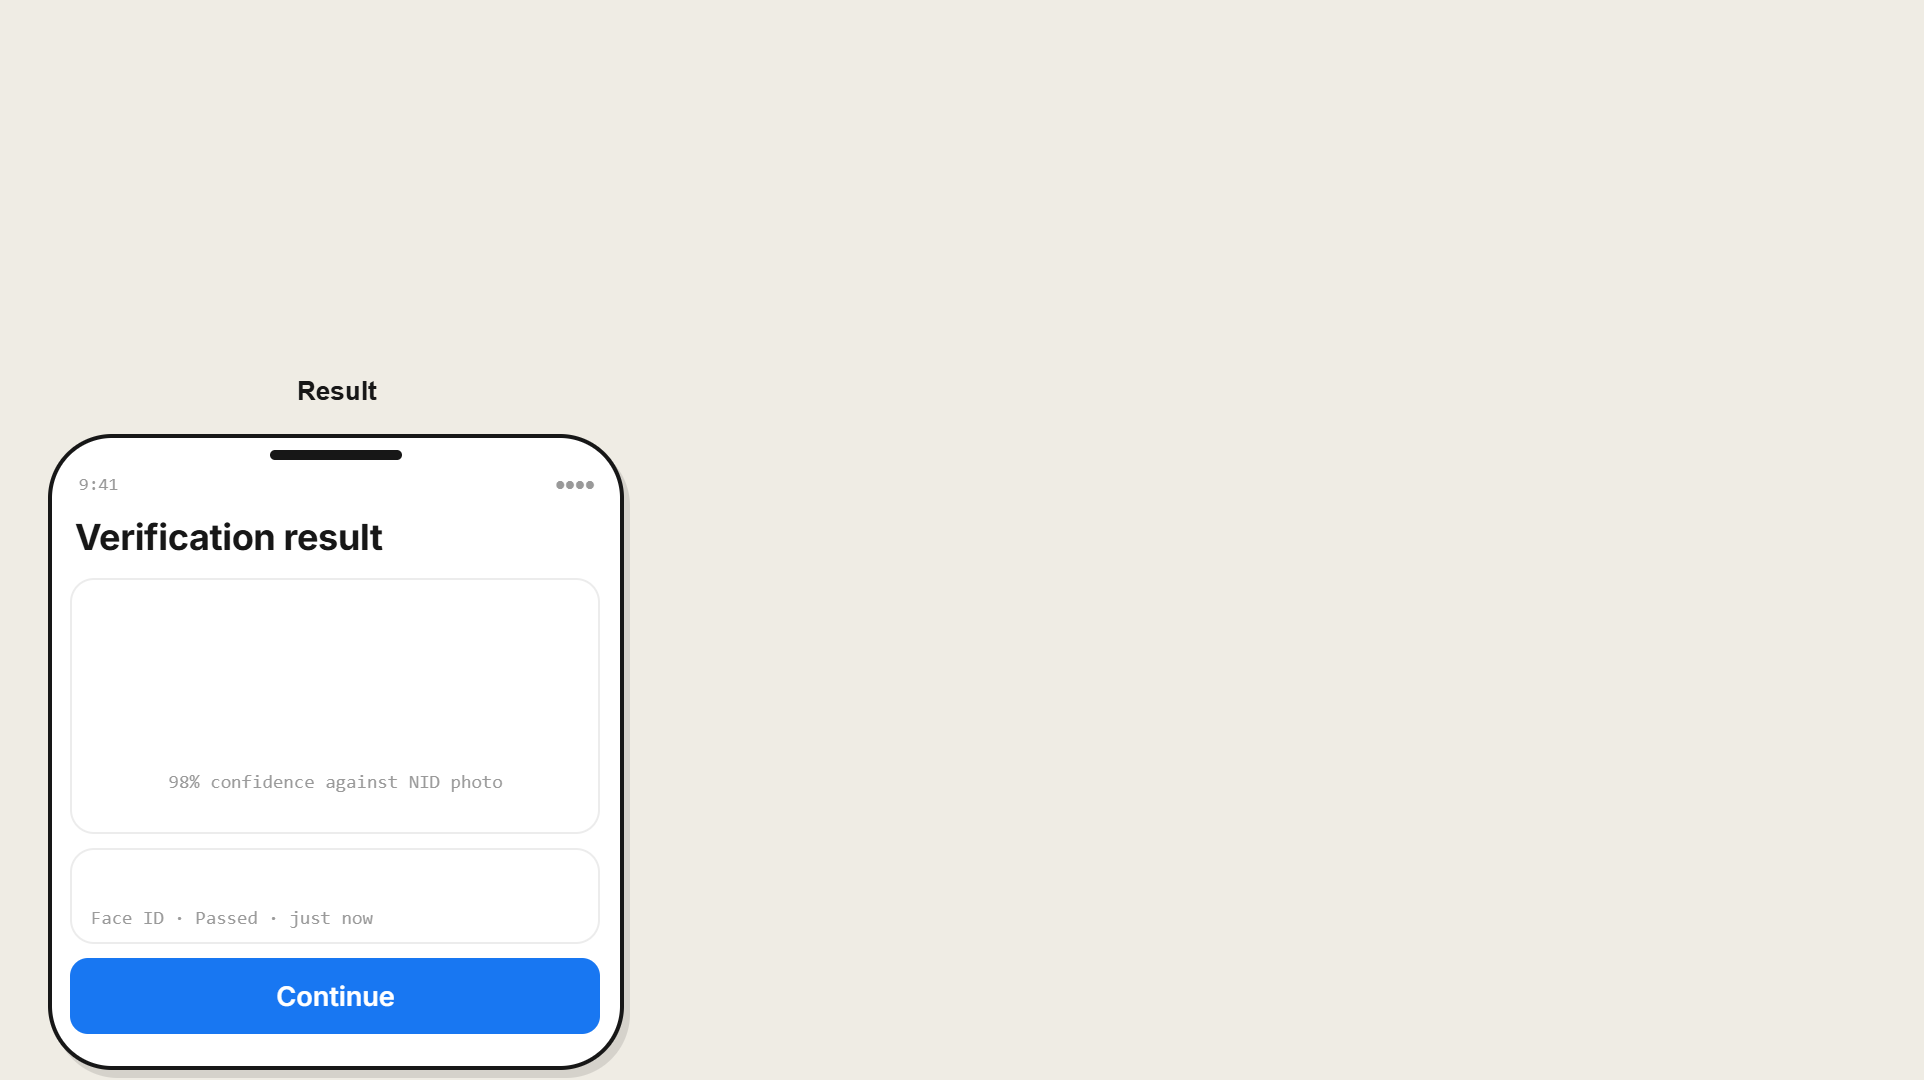 Result
9:41
Verification result
98% confidence against NID photo
Face ID · Passed · just now
Continue